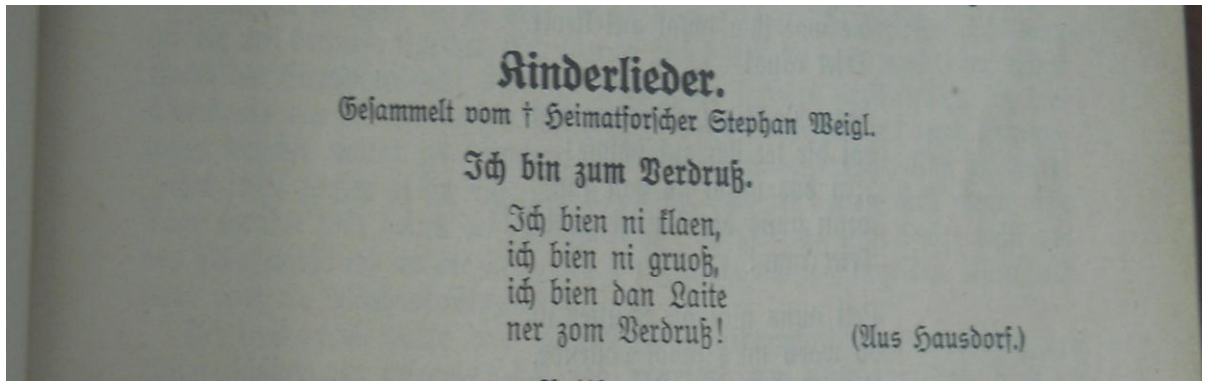 Kinderlieder.
Gesammelt vom † Heimatforscher Stephan Weigl.
Ich bin zum Verdruß.
Ich bien ni klaen,
ich bien ni gruoß,
ich bien dan Laite
ner zom Verdruß! (Aus Hausdorf.)